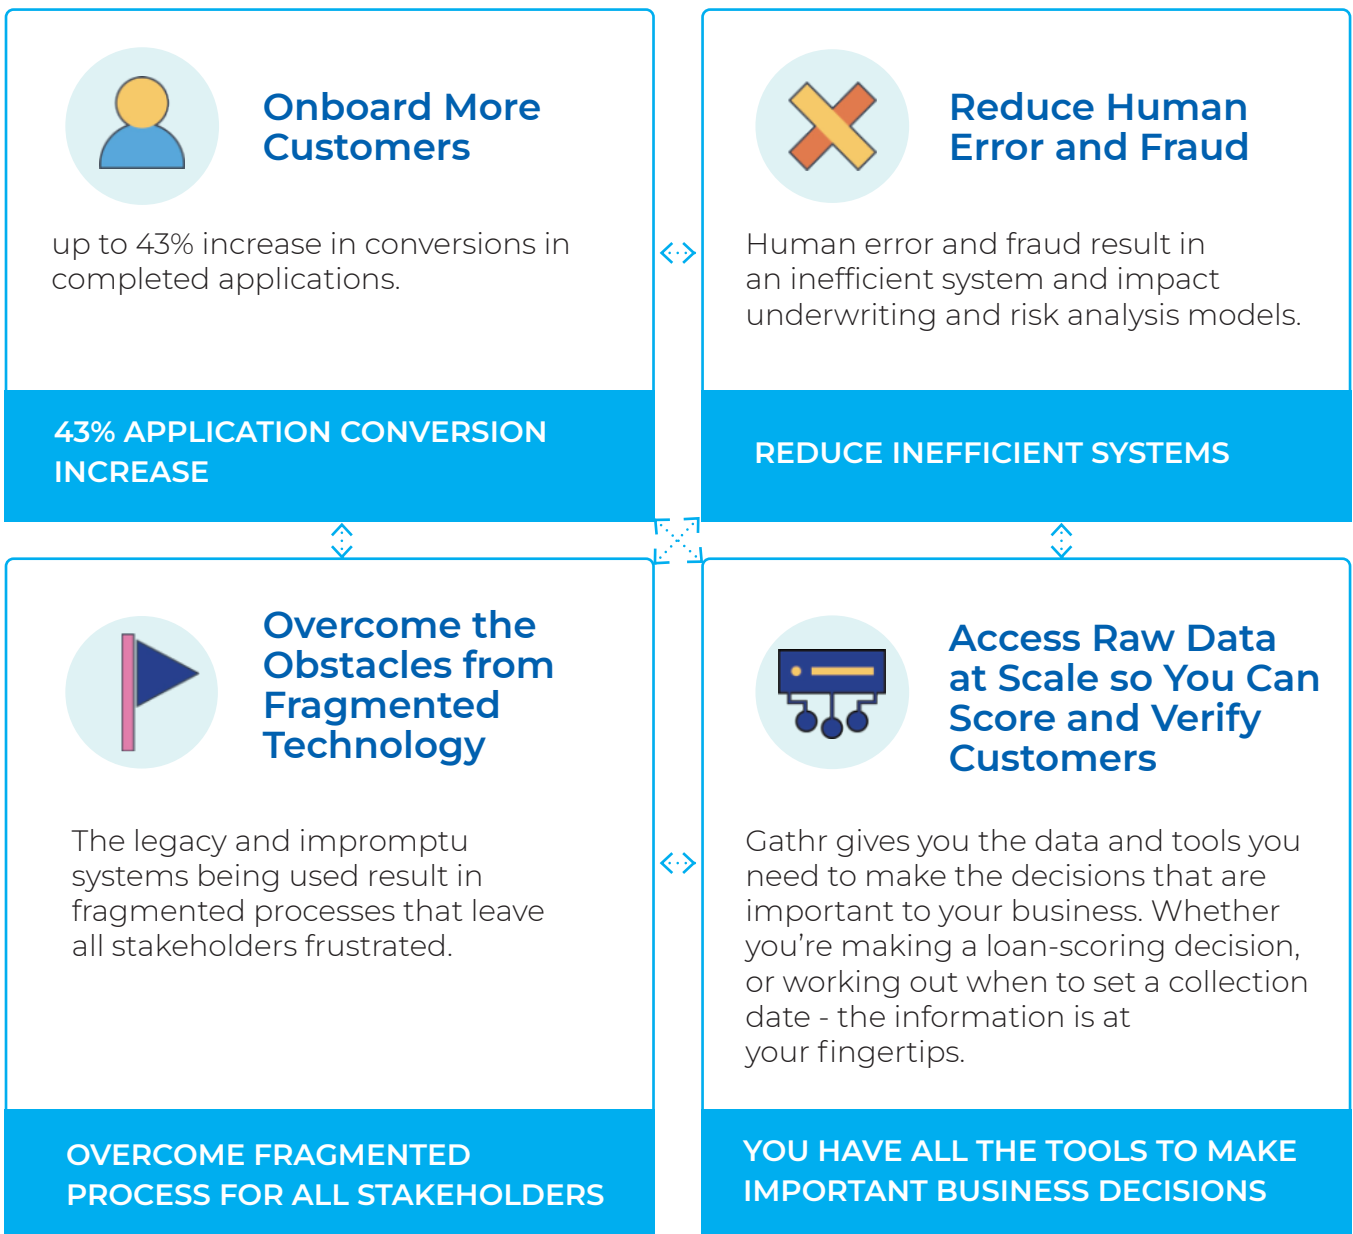 Onboard More
Customers
up to 43% increase in conversions in
completed applications.
43% APPLICATION CONVERSION
INCREASE
Reduce Human
Error and Fraud
Human error and fraud result in
an inefficient system and impact
underwriting and risk analysis models.
REDUCE INEFFICIENT SYSTEMS
Overcome the
Obstacles from
Fragmented
Technology
The legacy and impromptu
systems being used result in
fragmented processes that leave
all stakeholders frustrated.
OVERCOME FRAGMENTED
PROCESS FOR ALL STAKEHOLDERS
Access Raw Data
at Scale so You Can
Score and Verify
Customers
Gathr gives you the data and tools you
need to make the decisions that are
important to your business. Whether
you’re making a loan-scoring decision,
or working out when to set a collection
date - the information is at
your fingertips.
YOU HAVE ALL THE TOOLS TO MAKE
IMPORTANT BUSINESS DECISIONS